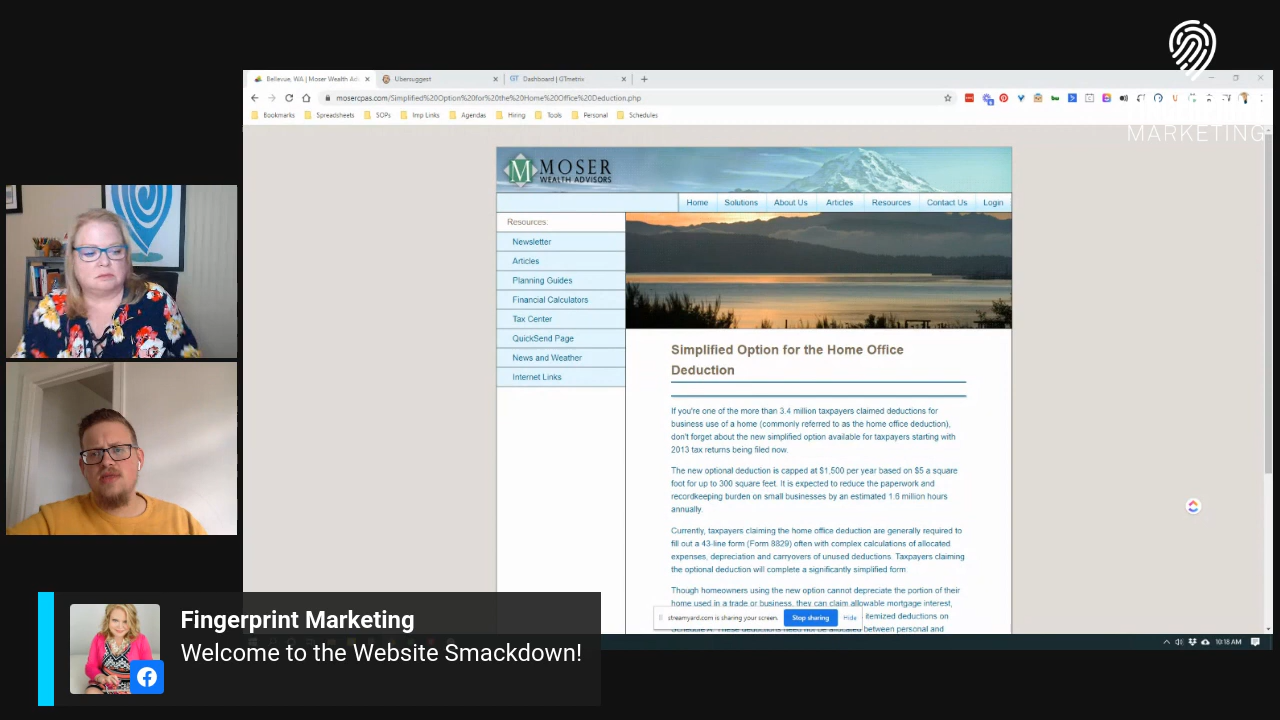 MARKETING
Bellevue, WA | Moser Wealth Adv
Ubersuggest
Dashboard | GTmetrix
mosercpas.com/Simplified%20Option%20for%20the%20Home%20Office%20Deduction.php
Bookmarks
Spreadsheets
SOPs
Imp Links
Agendas
Hiring
Tools
Personal
Schedules
M MOSER
WEALTH ADVISORS
Home
Solutions
About Us
Articles
Resources
Contact Us
Login
Resources:
Newsletter
Articles
Planning Guides
Financial Calculators
Tax Center
QuickSend Page
News and Weather
Internet Links
Simplified Option for the Home Office
Deduction
If you're one of the more than 3.4 million taxpayers claimed deductions for
business use of a home (commonly referred to as the home office deduction),
don't forget about the new simplified option available for taxpayers starting with
2013 tax returns being filed now.
The new optional deduction is capped at $1,500 per year based on $5 a square
foot for up to 300 square feet. It is expected to reduce the paperwork and
recordkeeping burden on small businesses by an estimated 1.6 million hours
annually.
Currently, taxpayers claiming the home office deduction are generally required to
fill out a 43-line form (Form 8829) often with complex calculations of allocated
expenses, depreciation and carryovers of unused deductions. Taxpayers claiming
the optional deduction will complete a significantly simplified form.
Though homeowners using the new option cannot depreciate the portion of their
home used in a trade or business, they can claim allowable mortgage interest,
itemized deductions on
between personal and
streamyard.com is sharing your screen.
Stop sharing
Hide
10:18 AM
Fingerprint Marketing
Welcome to the Website Smackdown!